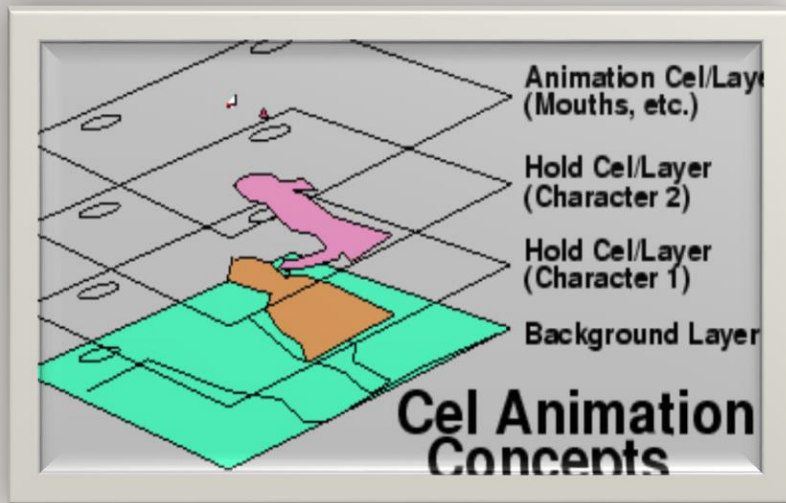 Animation Cel/Laye
(Mouths, etc.)
Hold Cel/Layer
(Character 2)
Hold Cel/Layer
(Character 1)
Background Layer
Cel Animation
Concepts